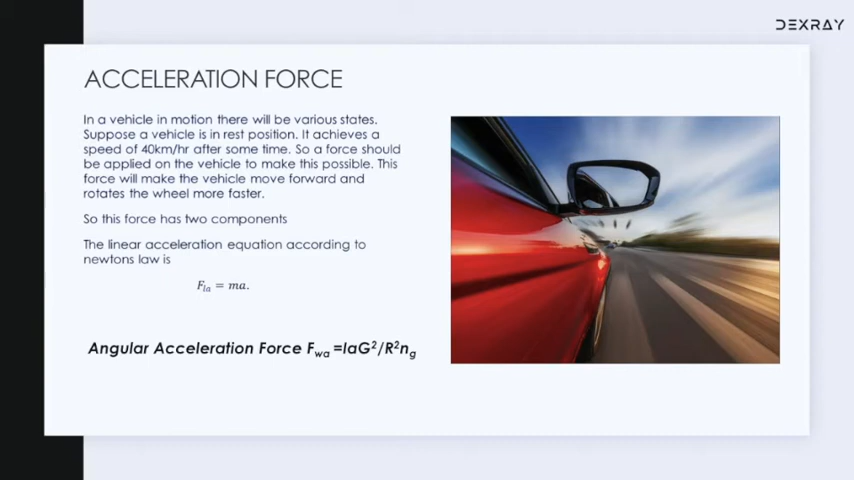 DEXRAY
ACCELERATION FORCE
In a vehicle in motion there will be various states.
Suppose a vehicle is in rest position. It achieves a
speed of 40km/hr after some time. So a force should
be applied on the vehicle to make this possible. This
force will make the vehicle move forward and
rotates the wheel more faster.
So this force has two components
The linear acceleration equation according to
newtons law is
Fₗₐ = ma.
Angular Acceleration Force F_wa =IaG²/R²n_g